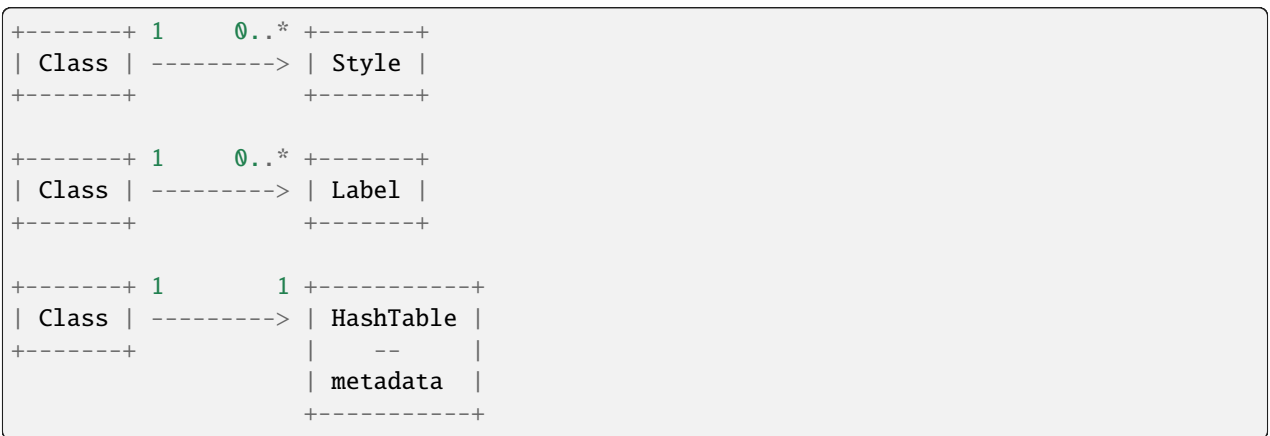 +-------+ 1     0..* +-------+
| Class | ---------> | Style |
+-------+            +-------+
+-------+ 1     0..* +-------+
| Class | ---------> | Label |
+-------+            +-------+
+-------+ 1        1 +-----------+
| Class | ---------> | HashTable |
+-------+            |    --     |
                     | metadata  |
                     +-----------+